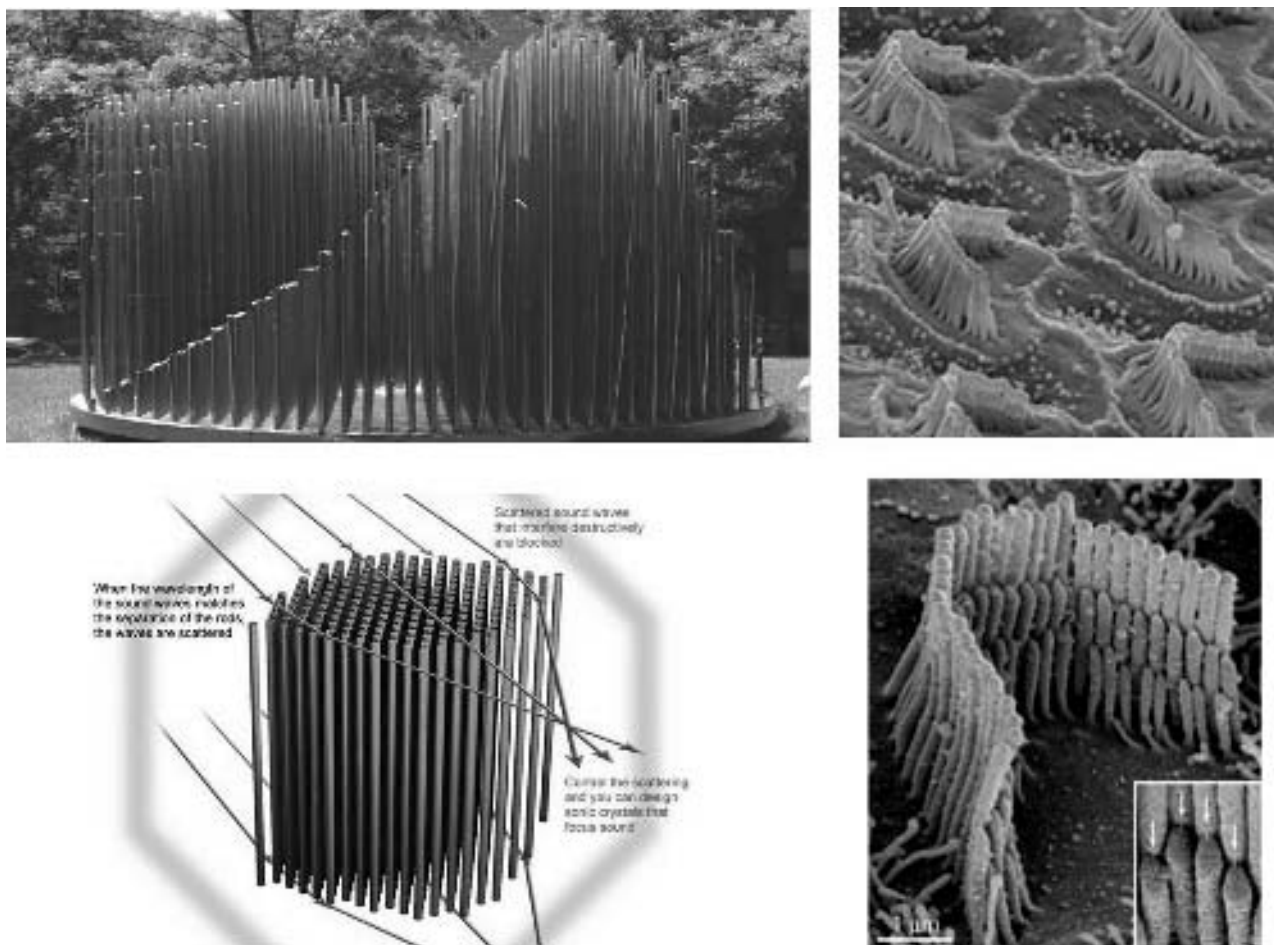 Scattered sound waves
that interfere destructively
are blocked
When the wavelength of
the sound waves matches
the separation of the rods,
the waves are scattered
Control the scattering
and you can design
sonic crystals that
focus sound
1 μm